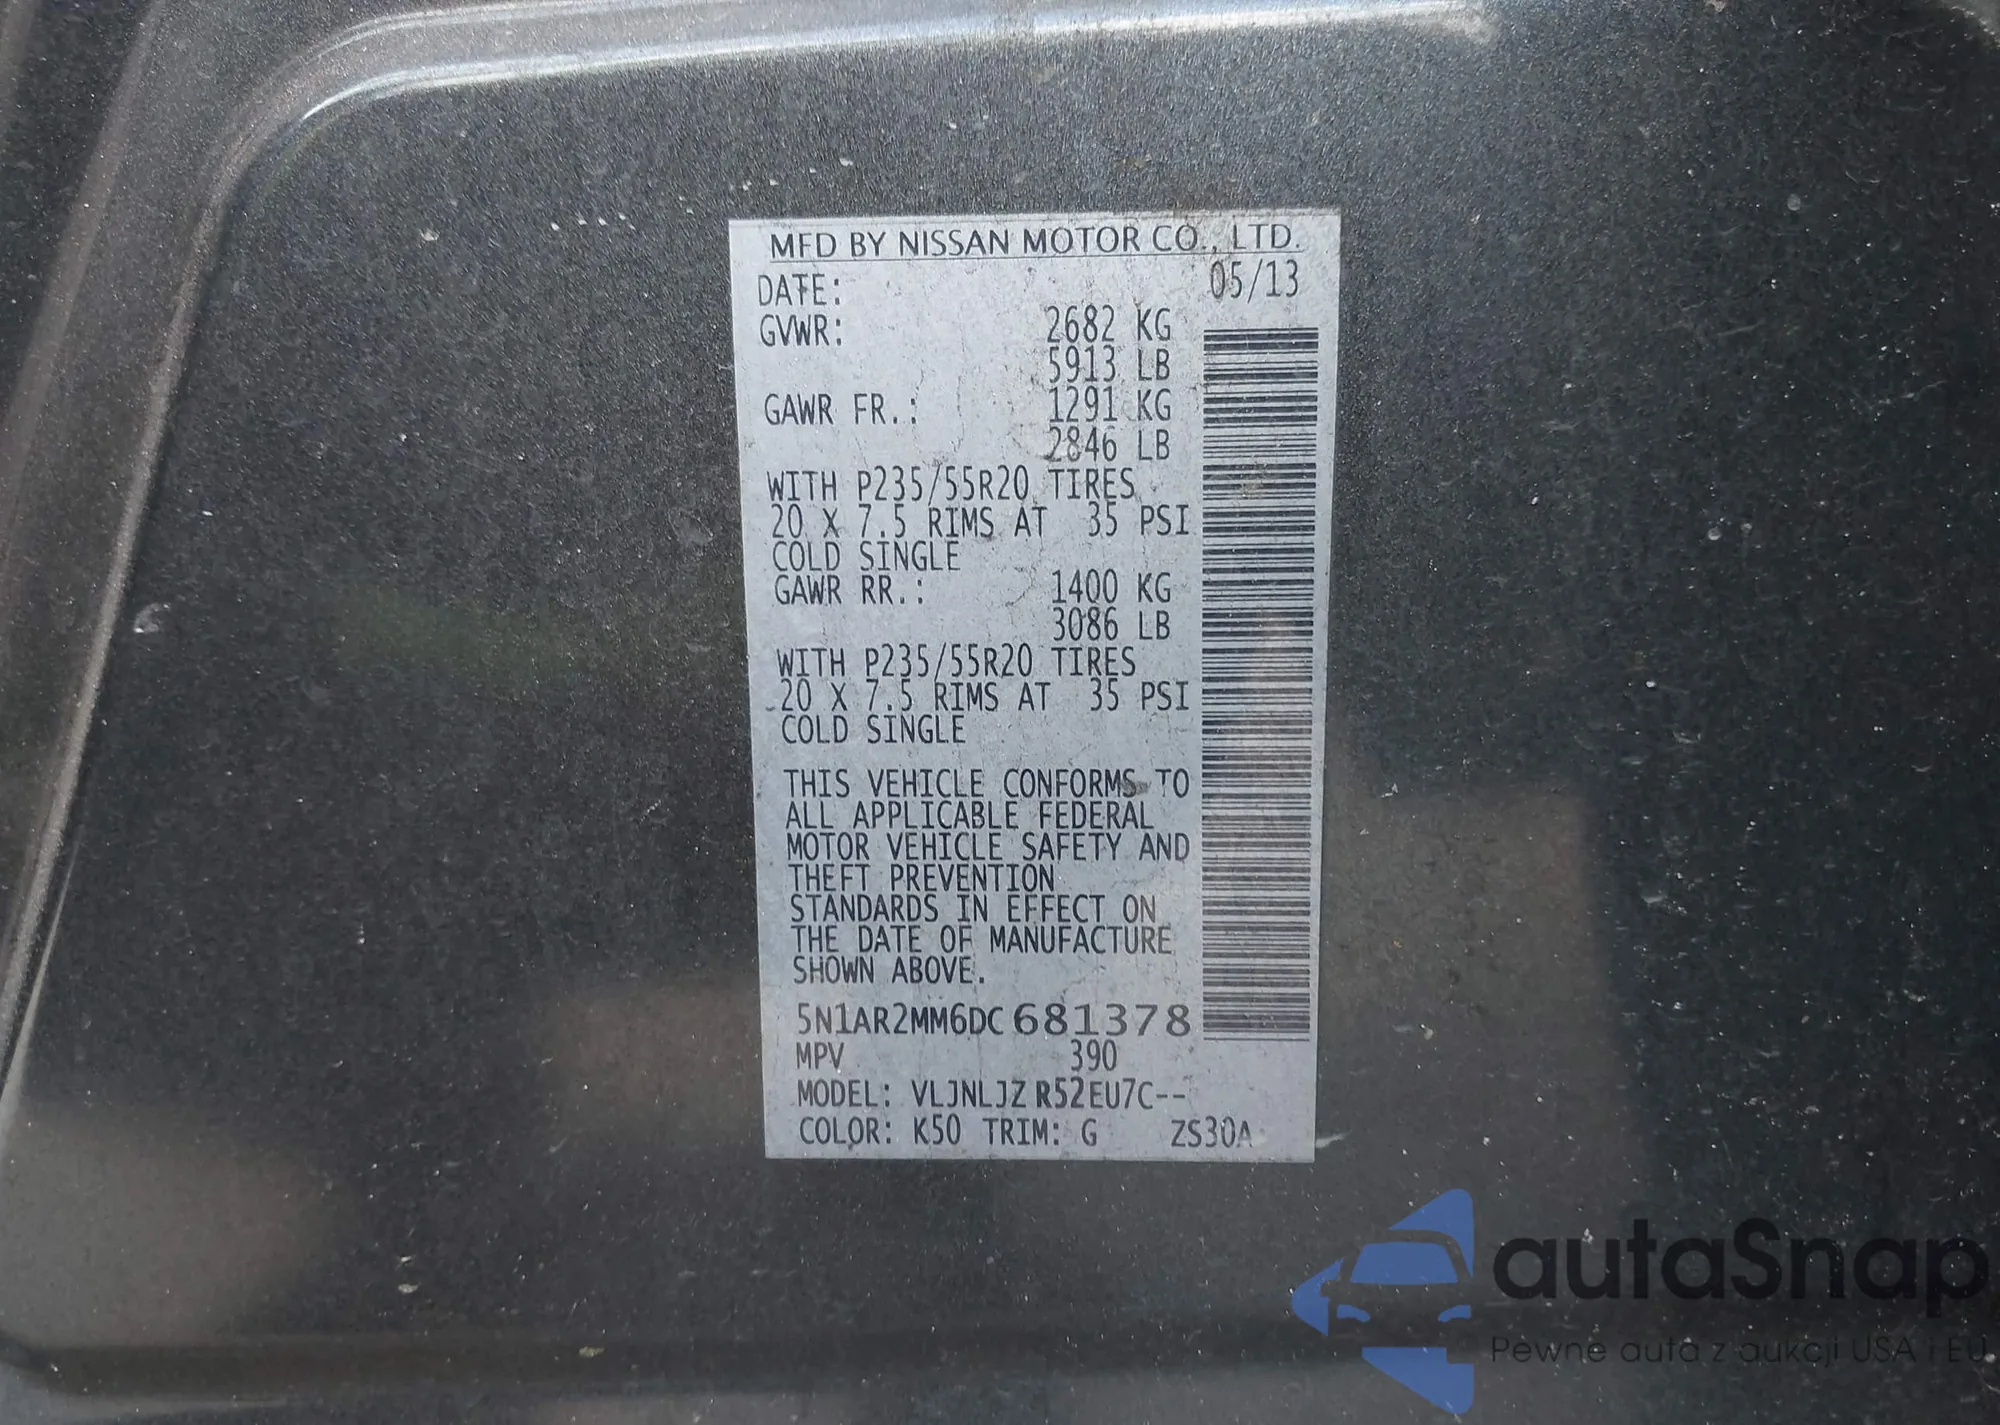 MFD BY NISSAN MOTOR CO., LTD.
DATE: 05/13
GVWR: 2682 KG
5913 LB
GAWR FR.: 1291 KG
2846 LB
WITH P235/55R20 TIRES
20 X 7.5 RIMS AT 35 PSI
COLD SINGLE
GAWR RR.: 1400 KG
3086 LB
WITH P235/55R20 TIRES
20 X 7.5 RIMS AT 35 PSI
COLD SINGLE
THIS VEHICLE CONFORMS TO
ALL APPLICABLE FEDERAL
MOTOR VEHICLE SAFETY AND
THEFT PREVENTION
STANDARDS IN EFFECT ON
THE DATE OF MANUFACTURE
SHOWN ABOVE.
5N1AR2MM6DC681378
MPV 390
MODEL: VLJNLJZ R52EU7C--
COLOR: K50 TRIM: G ZS30A
autaSnap
Pewne auta z aukcji USA i EU